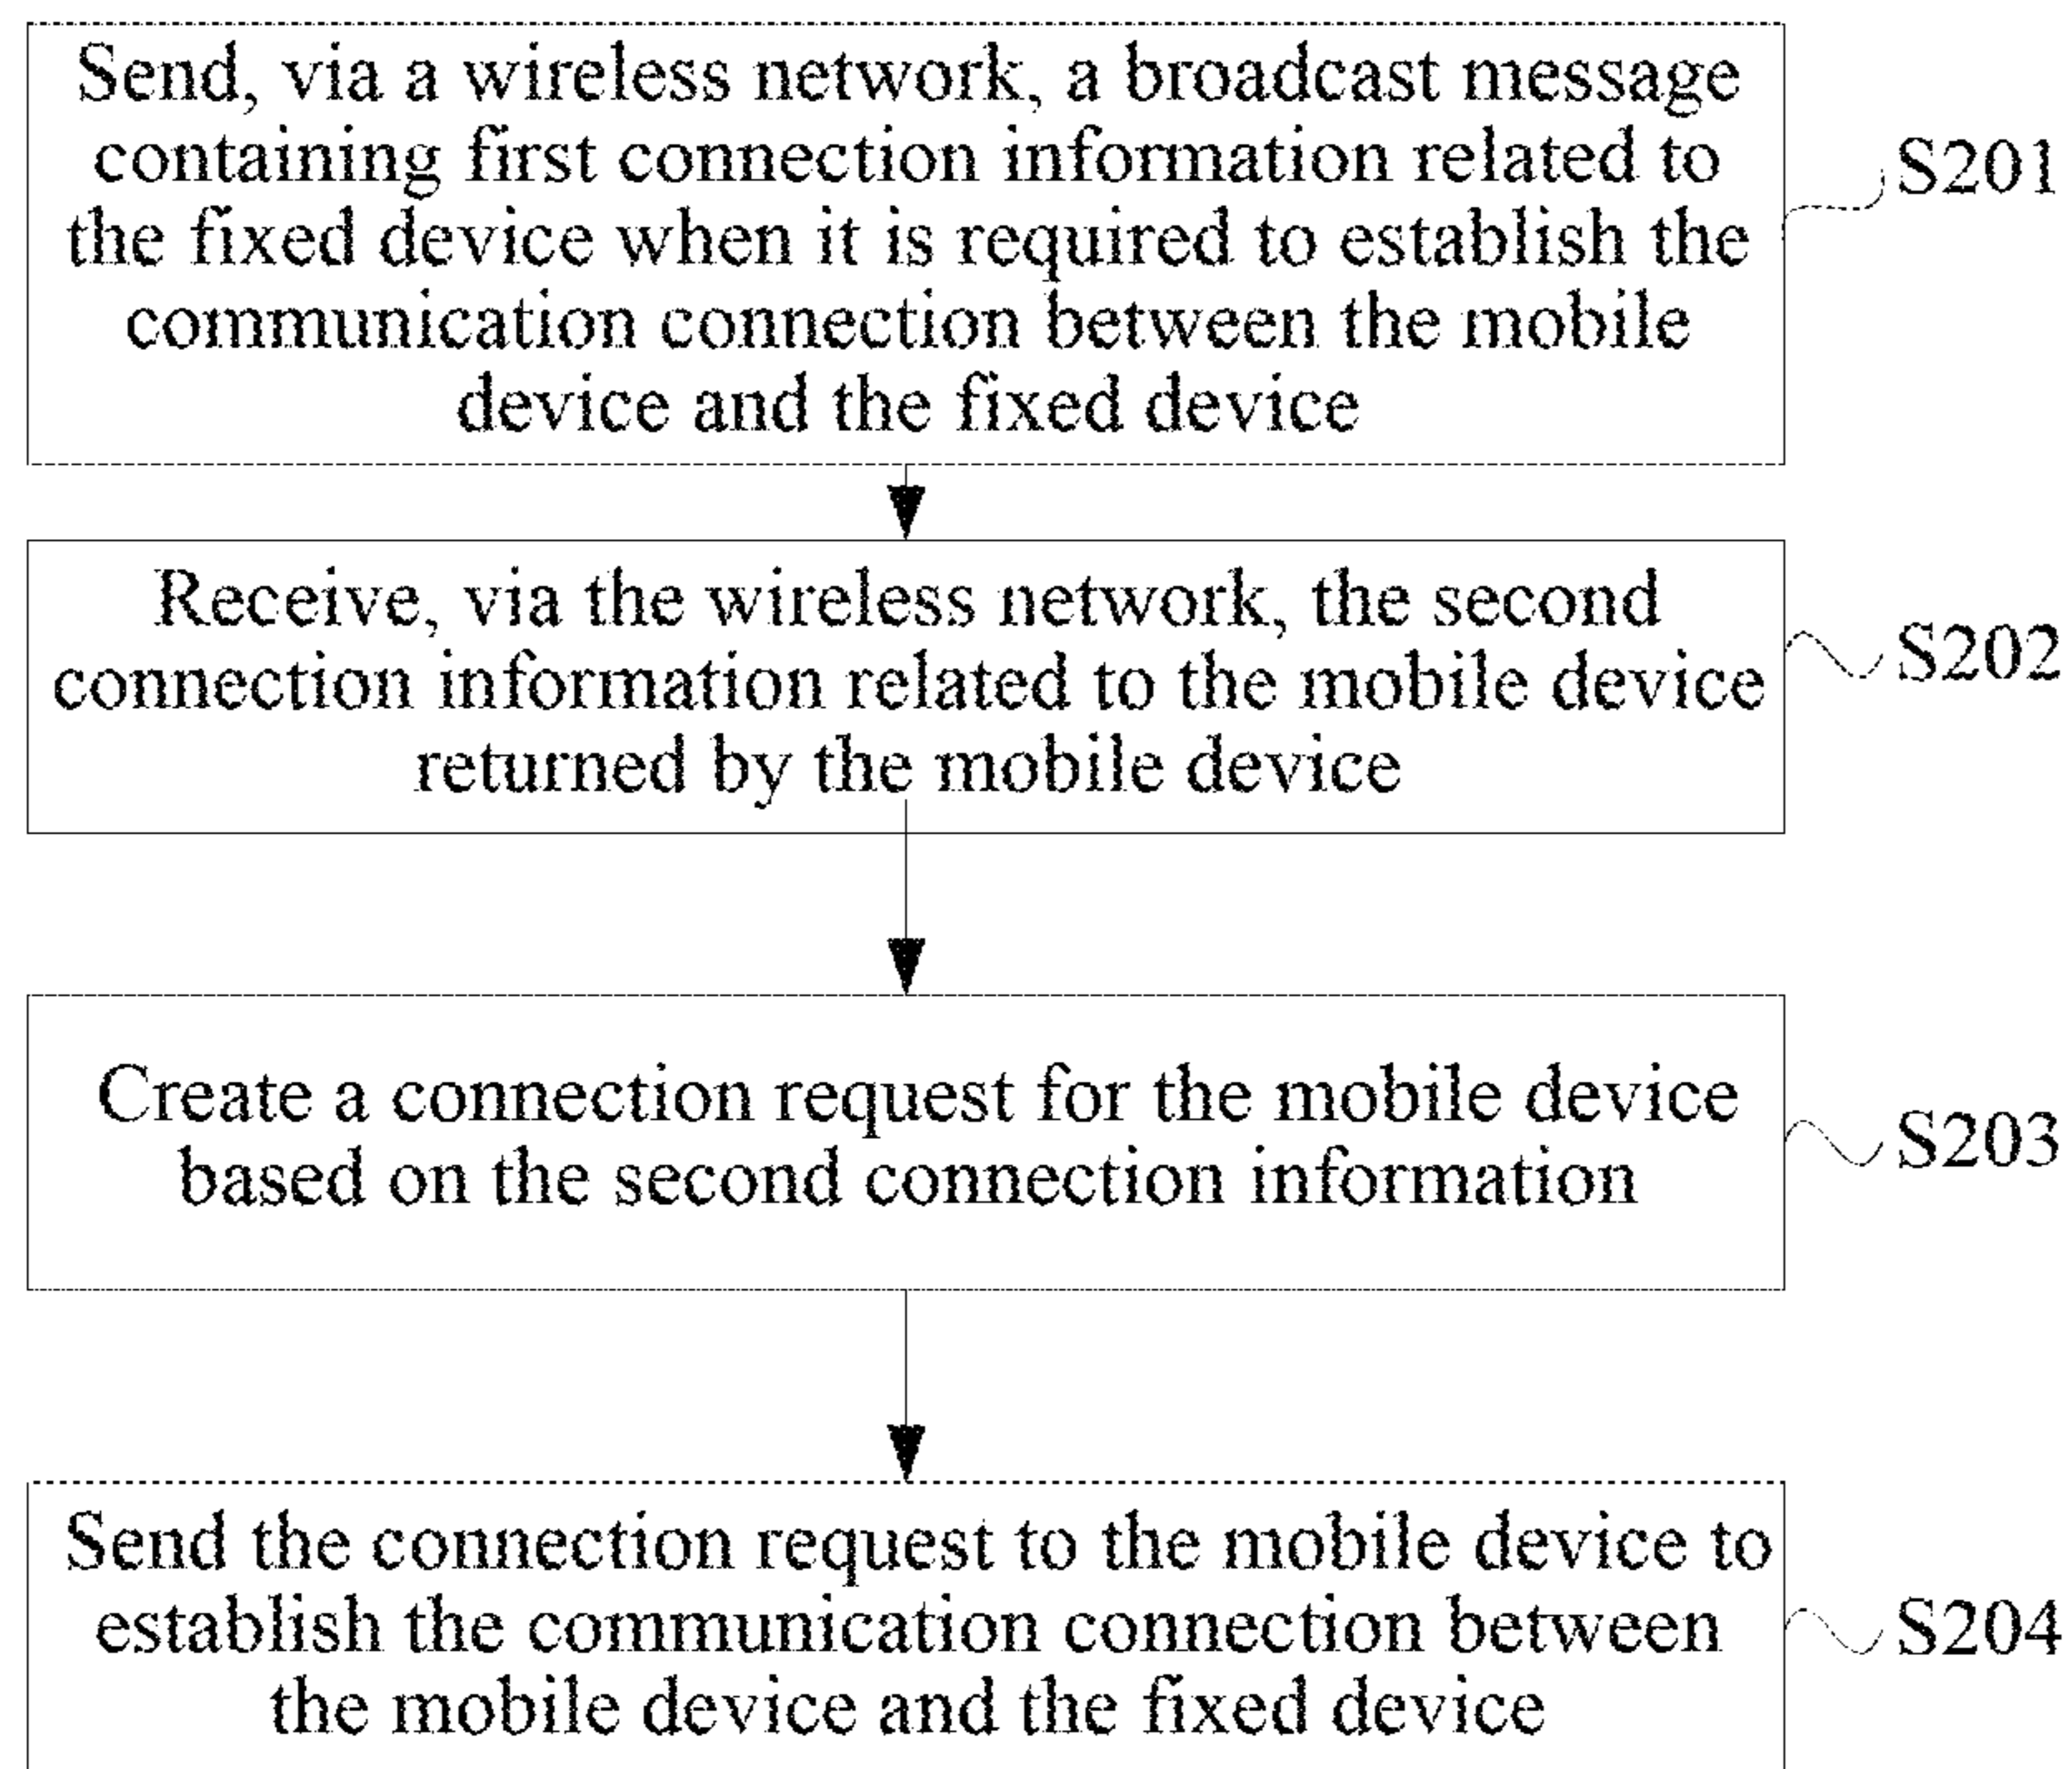 Send, via a wireless network, a broadcast message
containing first connection information related to
the fixed device when it is required to establish the
communication connection between the mobile
device and the fixed device
S201
Receive, via the wireless network, the second
connection information related to the mobile device
returned by the mobile device
S202
Create a connection request for the mobile device
based on the second connection information
S203
Send the connection request to the mobile device to
establish the communication connection between
the mobile device and the fixed device
S204